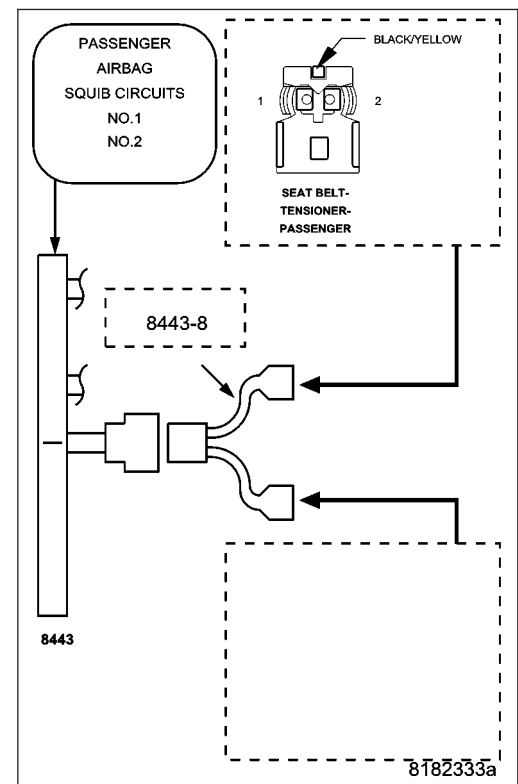 PASSENGER
AIRBAG
SQUIB CIRCUITS
NO.1
NO.2
BLACK/YELLOW
1 2
SEAT BELT-
TENSIONER-
PASSENGER
8443-8
8443
8182333a